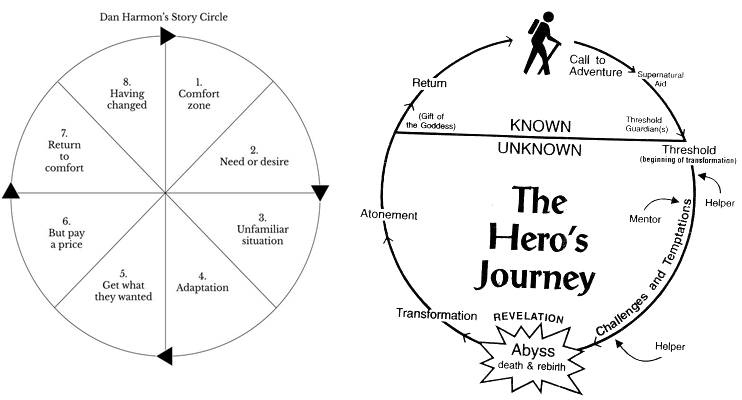 Dan Harmon's Story Circle
1.
Comfort
zone
2.
Need or desire
3.
Unfamiliar
situation
4.
Adaptation
5.
Get what
they wanted
6.
But pay
a price
7.
Return
to
comfort
8.
Having
changed
Call to
Adventure
Supernatural
Aid
Threshold
Guardian(s)
Threshold
(beginning of transformation)
Helper
Mentor
Challenges and Temptations
Helper
REVELATION
Abyss
death & rebirth
Transformation
Atonement
(Gift of
the Goddess)
Return
KNOWN
UNKNOWN
The
Hero's
Journey